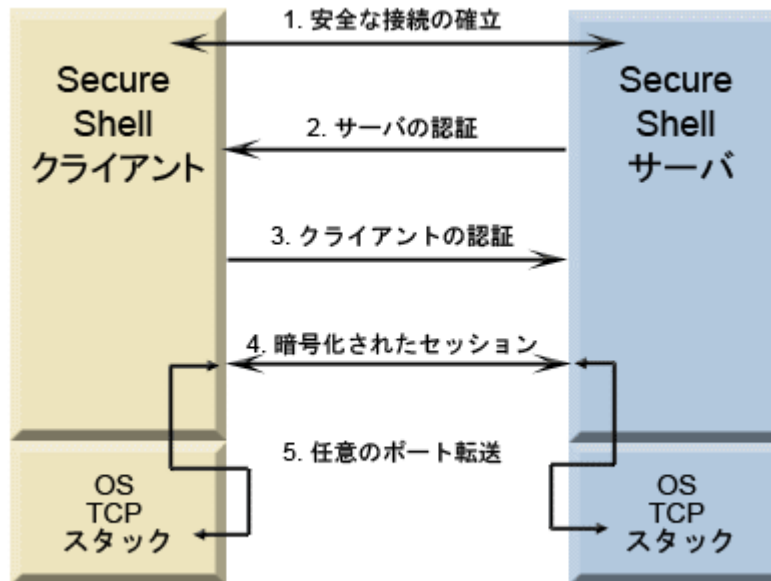 1. 安全な接続の確立
Secure
Shell
クライアント
Secure
Shell
サーバ
2. サーバの認証
3. クライアントの認証
4. 暗号化されたセッション
5. 任意のポート転送
OS
TCP
スタック
OS
TCP
スタック